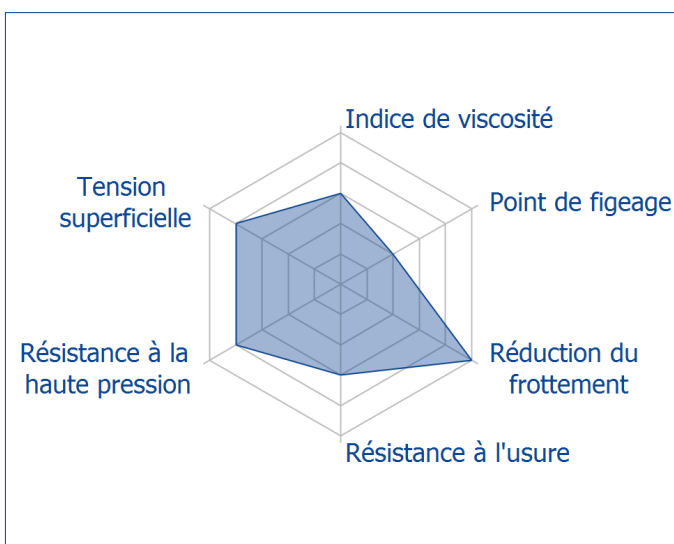 Indice de viscosité
Tension
superficielle
Point de figeage
Résistance à la
haute pression
Réduction du
frottement
Résistance à l'usure